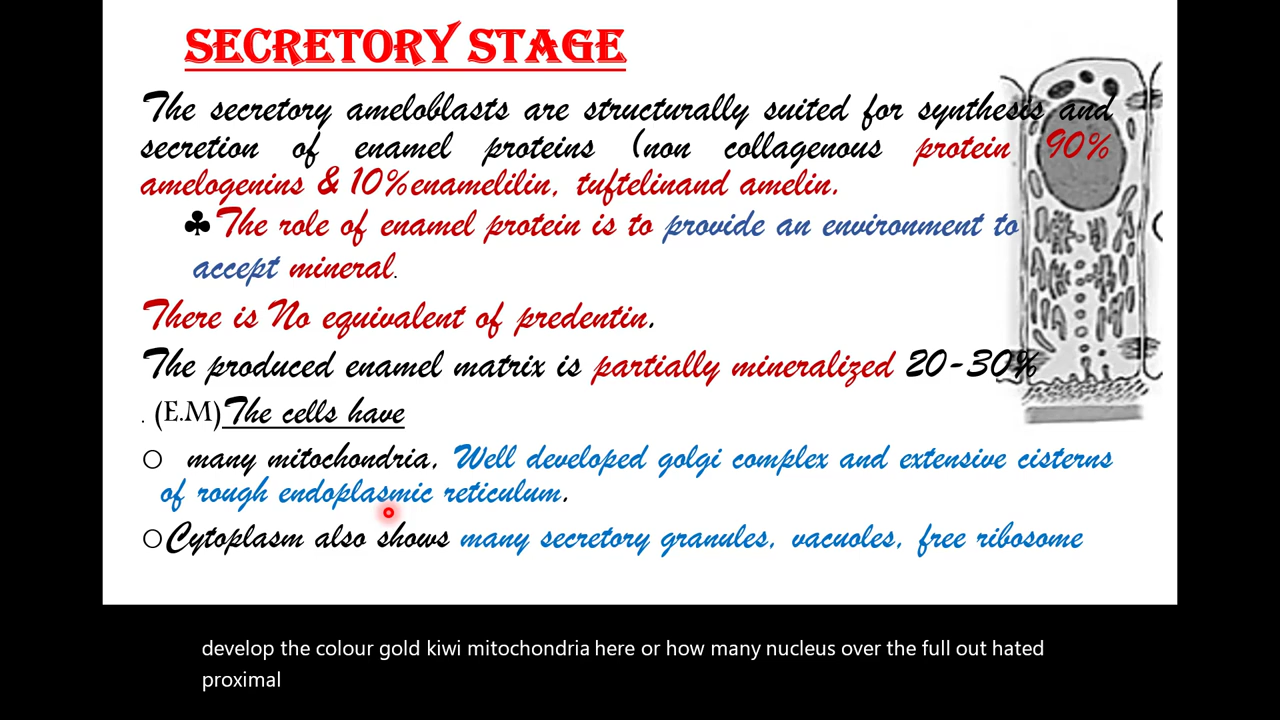 SECRETORY STAGE
The secretory ameloblasts are structurally suited for synthesis and
secretion of enamel proteins (non collagenous protein 90%
amelogenins & 10%enamelilin, tuftelinand amelin.
♣The role of enamel protein is to provide an environment to
accept mineral.
There is No equivalent of predentin.
The produced enamel matrix is partially mineralized 20-30%
. (E.M)The cells have
○ many mitochondria, Well developed golgi complex and extensive cisterns
of rough endoplasmic reticulum.
○Cytoplasm also shows many secretory granules, vacuoles, free ribosome
develop the colour gold kiwi mitochondria here or how many nucleus over the full out hated
proximal